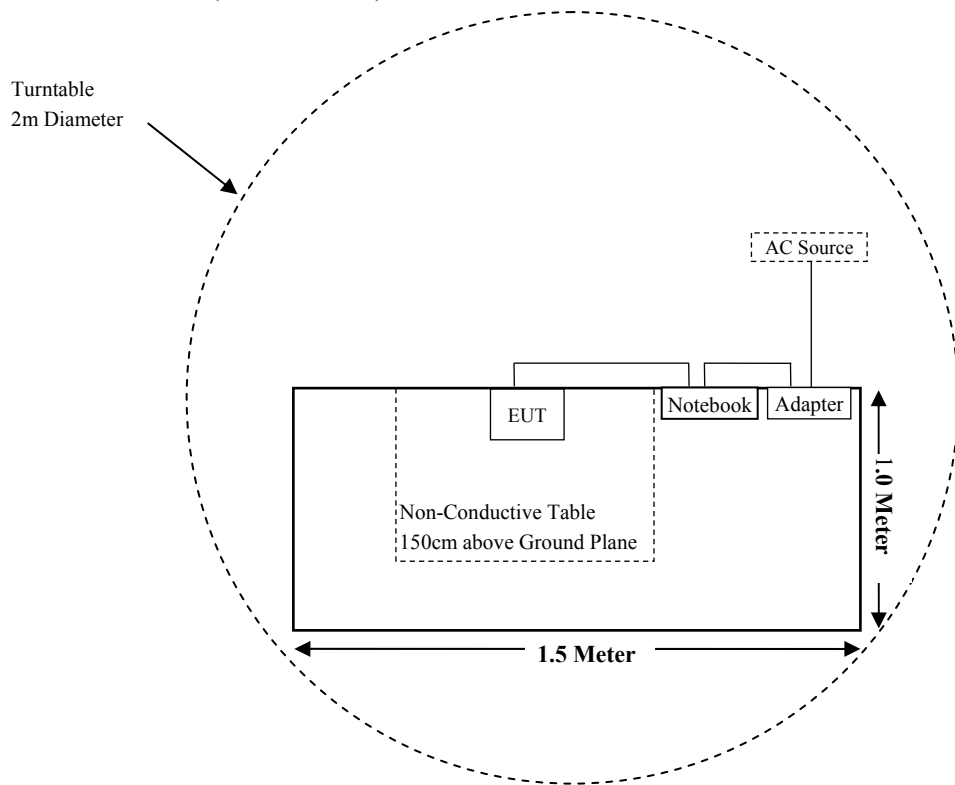 Turntable
2m Diameter
AC Source
EUT
Notebook
Adapter
Non-Conductive Table
150cm above Ground Plane
1.0 Meter
1.5 Meter